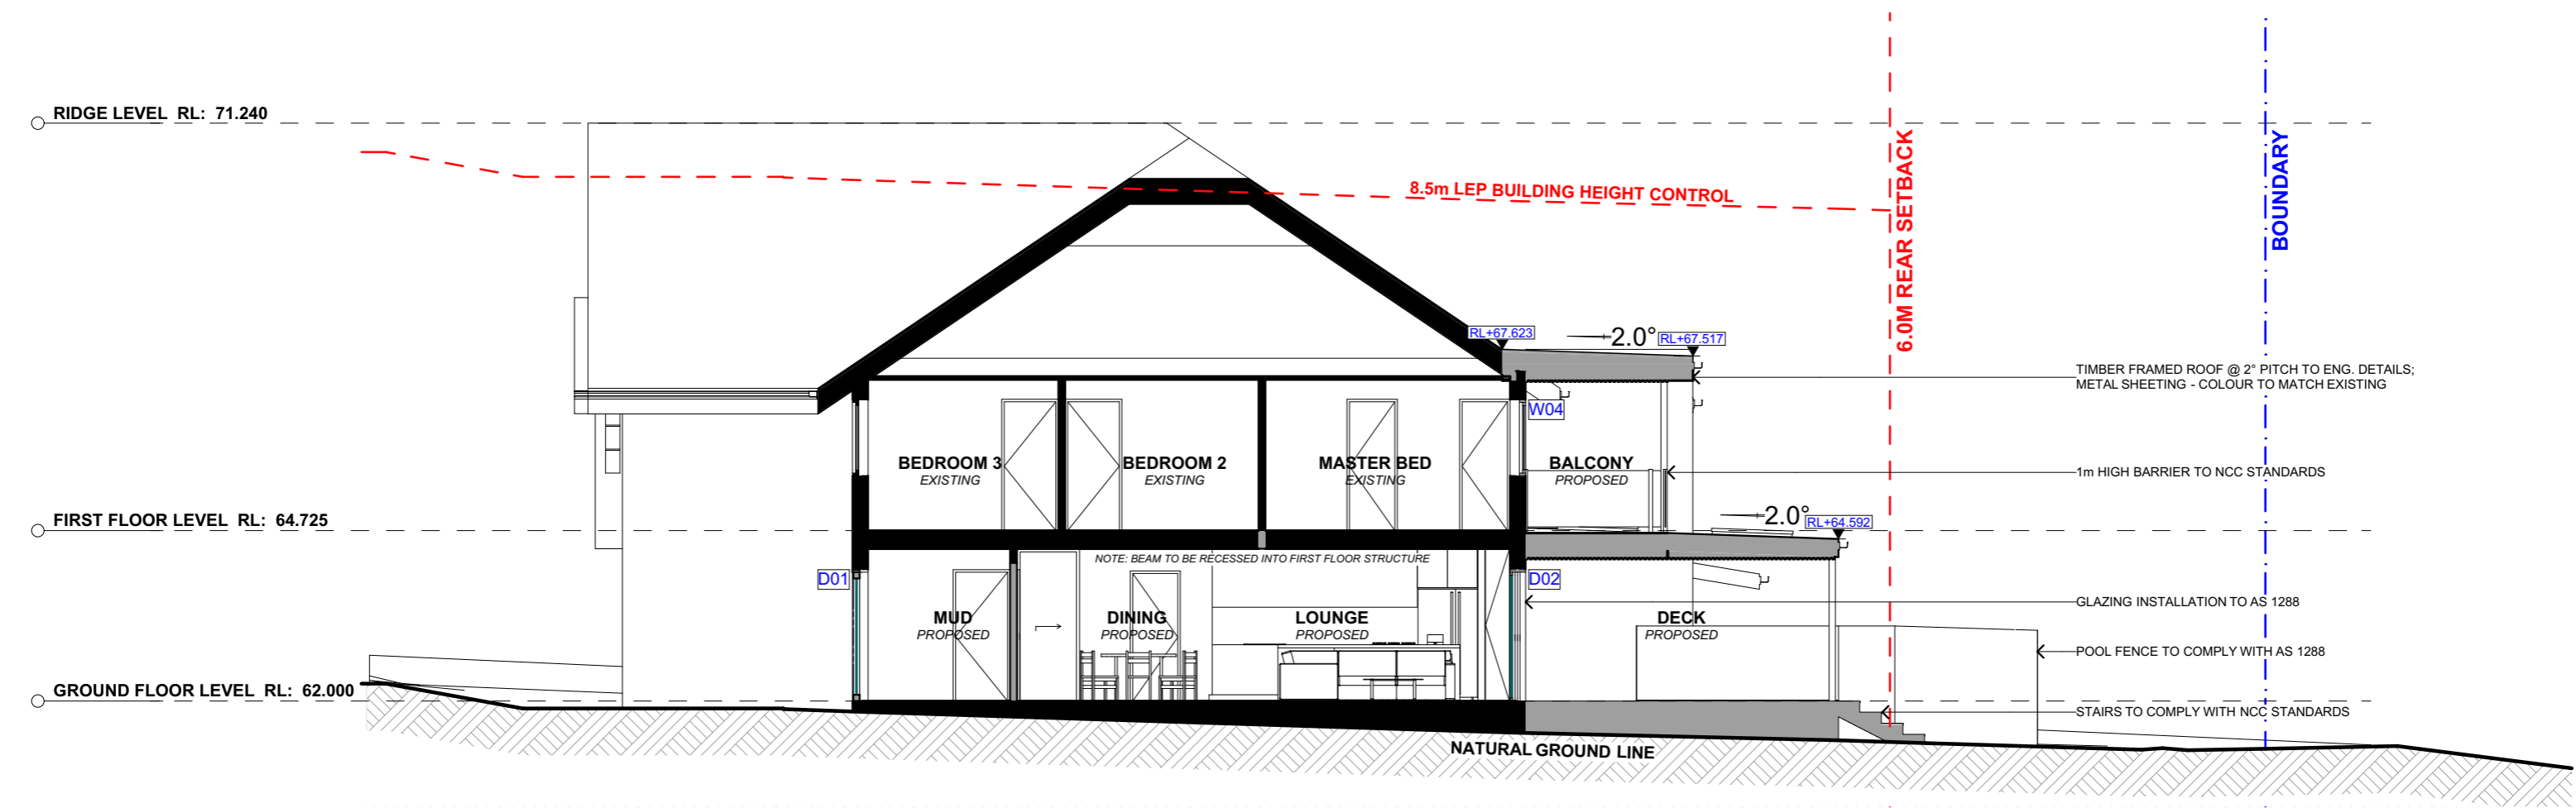 RIDGE LEVEL RL: 71.240
8.5m LEP BUILDING HEIGHT CONTROL
6.0M REAR SETBACK
BOUNDARY
RL+67.623
2.0°
RL+67.517
TIMBER FRAMED ROOF @ 2° PITCH TO ENG. DETAILS;
METAL SHEETING - COLOUR TO MATCH EXISTING
W04
BEDROOM 3
EXISTING
BEDROOM 2
EXISTING
MASTER BED
EXISTING
BALCONY
PROPOSED
1m HIGH BARRIER TO NCC STANDARDS
FIRST FLOOR LEVEL RL: 64.725
2.0°
RL+64.592
NOTE: BEAM TO BE RECESSED INTO FIRST FLOOR STRUCTURE
D01
D02
GLAZING INSTALLATION TO AS 1288
MUD
PROPOSED
DINING
PROPOSED
LOUNGE
PROPOSED
DECK
PROPOSED
POOL FENCE TO COMPLY WITH AS 1288
GROUND FLOOR LEVEL RL: 62.000
STAIRS TO COMPLY WITH NCC STANDARDS
NATURAL GROUND LINE